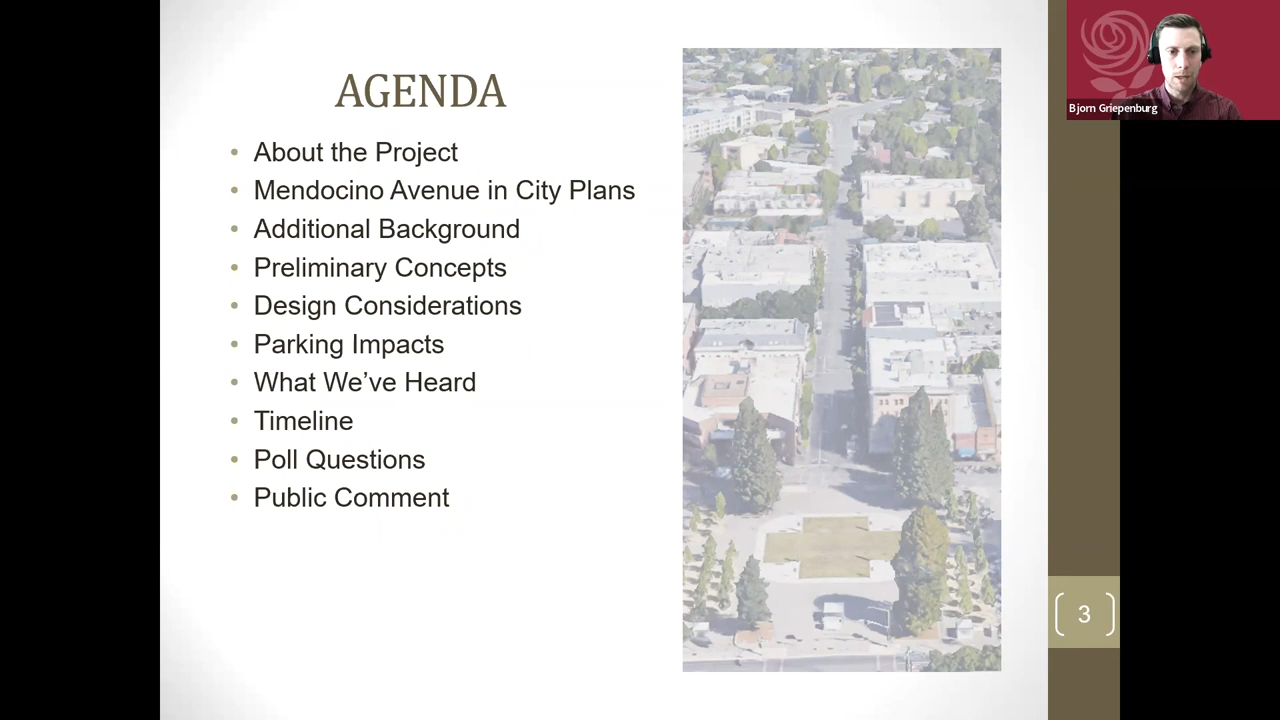 AGENDA
• About the Project
• Mendocino Avenue in City Plans
• Additional Background
• Preliminary Concepts
• Design Considerations
• Parking Impacts
• What We’ve Heard
• Timeline
• Poll Questions
• Public Comment
Bjorn Griepenburg
3